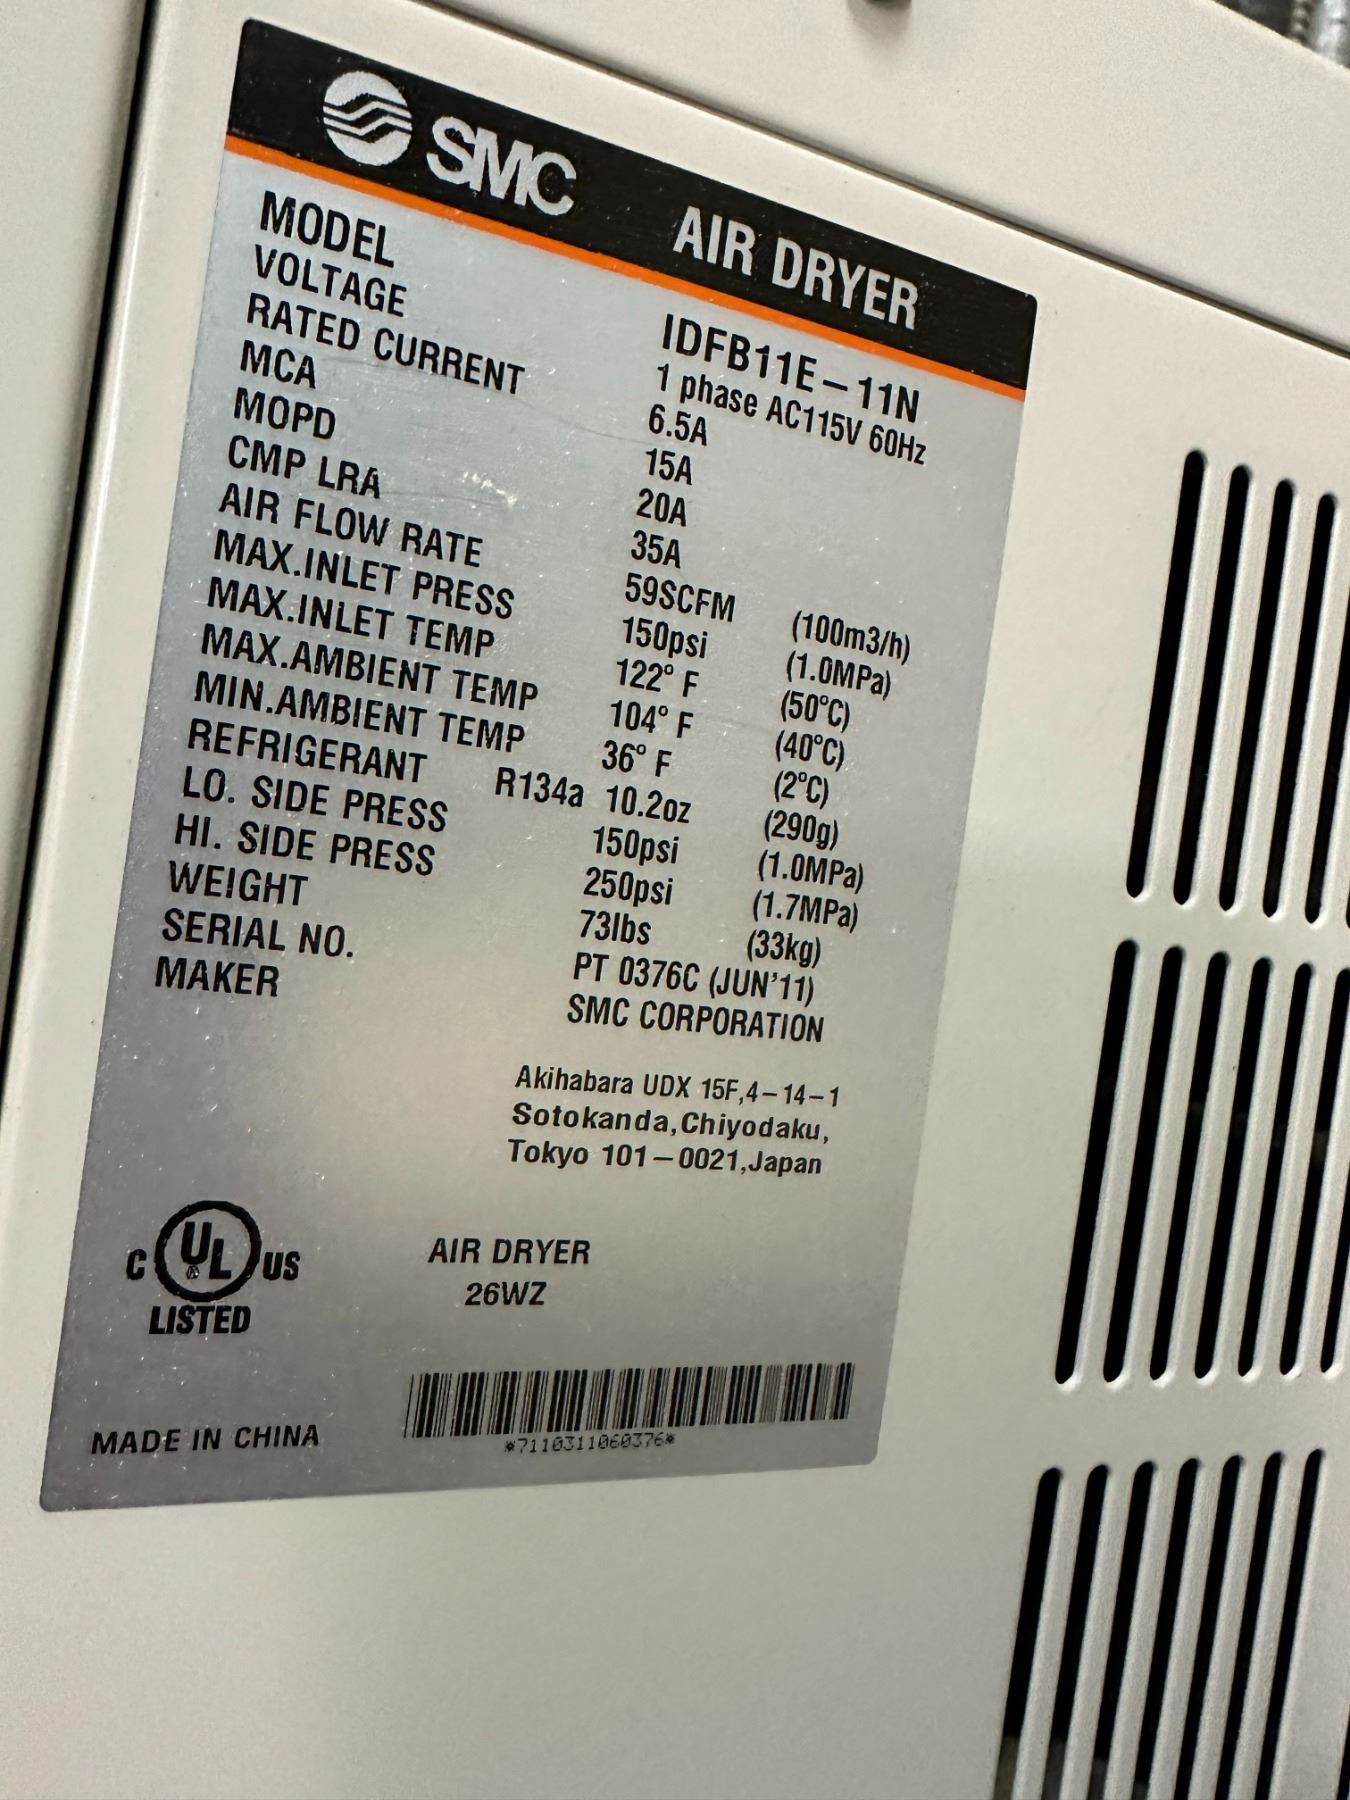 SMC AIR DRYER
MODEL IDFB11E-11N
VOLTAGE 1 phase AC115V 60Hz
RATED CURRENT 6.5A
MCA 15A
MOPD 20A
CMP LRA 35A
AIR FLOW RATE 59SCFM (100m3/h)
MAX.INLET PRESS 150psi (1.0MPa)
MAX.INLET TEMP 122° F (50°C)
MAX.AMBIENT TEMP 104° F (40°C)
MIN.AMBIENT TEMP 36° F (2°C)
REFRIGERANT R134a 10.2oz (290g)
LO. SIDE PRESS 150psi (1.0MPa)
HI. SIDE PRESS 250psi (1.7MPa)
WEIGHT 73lbs (33kg)
SERIAL NO. PT 0376C (JUN'11)
MAKER SMC CORPORATION
Akihabara UDX 15F,4-14-1
Sotokanda,Chiyodaku,
Tokyo 101-0021,Japan
C UL US
LISTED
AIR DRYER
26WZ
MADE IN CHINA
*7110311060376*